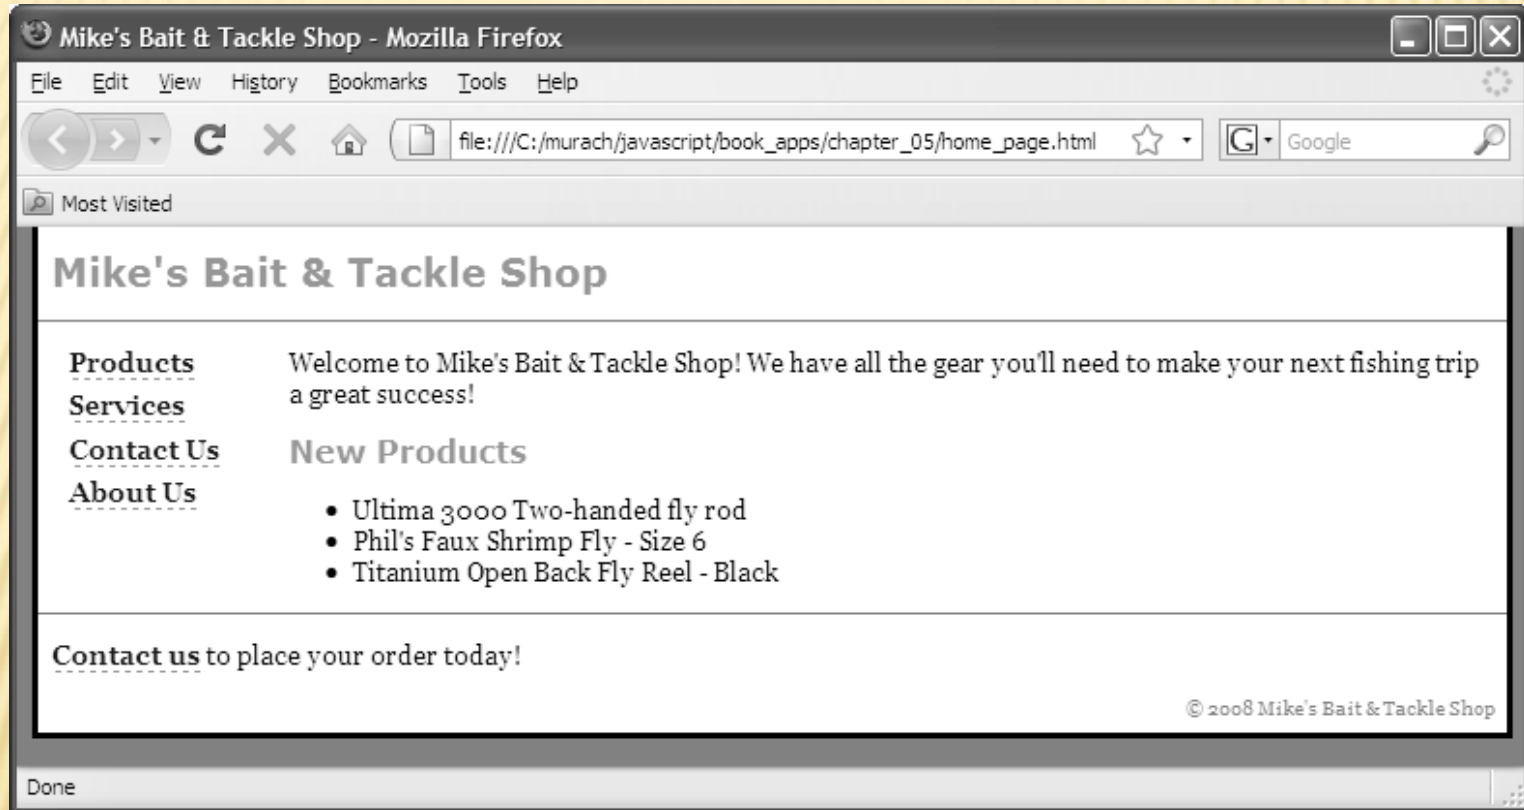 Mike's Bait & Tackle Shop - Mozilla Firefox
File Edit View History Bookmarks Tools Help
file:///C:/murach/javascript/book_apps/chapter_05/home_page.html G Google
Most Visited
Mike's Bait & Tackle Shop
Products
Services
Contact Us
About Us
Welcome to Mike's Bait & Tackle Shop! We have all the gear you'll need to make your next fishing trip
a great success!
New Products
• Ultima 3000 Two-handed fly rod
• Phil's Faux Shrimp Fly - Size 6
• Titanium Open Back Fly Reel - Black
Contact us to place your order today!
© 2008 Mike's Bait & Tackle Shop
Done